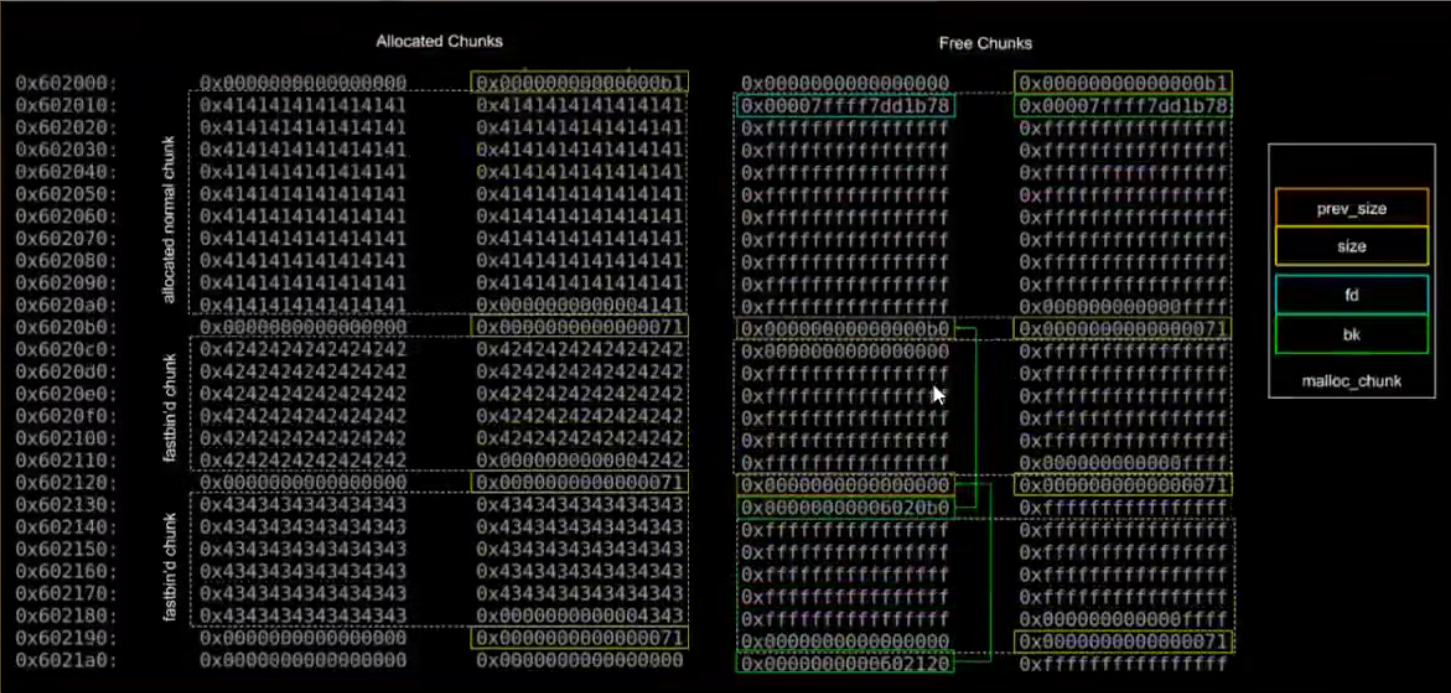 Allocated Chunks
Free Chunks
0x602000: 0x0000000000000000 0x00000000000000b1 0x0000000000000000 0x00000000000000b1
0x602010: 0x4141414141414141 0x4141414141414141 0x00007ffff7dd1b78 0x00007ffff7dd1b78
0x602020: 0x4141414141414141 0x4141414141414141 0xffffffffffffffff 0xffffffffffffffff
0x602030: 0x4141414141414141 0x4141414141414141 0xffffffffffffffff 0xffffffffffffffff
0x602040: 0x4141414141414141 0x4141414141414141 0xffffffffffffffff 0xffffffffffffffff
0x602050: 0x4141414141414141 0x4141414141414141 0xffffffffffffffff 0xffffffffffffffff
0x602060: 0x4141414141414141 0x4141414141414141 0xffffffffffffffff 0xffffffffffffffff
0x602070: 0x4141414141414141 0x4141414141414141 0xffffffffffffffff 0xffffffffffffffff
0x602080: 0x4141414141414141 0x4141414141414141 0xffffffffffffffff 0xffffffffffffffff
0x602090: 0x4141414141414141 0x4141414141414141 0xffffffffffffffff 0xffffffffffffffff
0x6020a0: 0x4141414141414141 0x0000000000004141 0xffffffffffffffff 0x000000000000ffff
0x6020b0: 0x0000000000000000 0x0000000000000071 0x00000000000000b0 0x0000000000000071
0x6020c0: 0x4242424242424242 0x4242424242424242 0x0000000000000000 0xffffffffffffffff
0x6020d0: 0x4242424242424242 0x4242424242424242 0xffffffffffffffff 0xffffffffffffffff
0x6020e0: 0x4242424242424242 0x4242424242424242 0xffffffffffffffff 0xffffffffffffffff
0x6020f0: 0x4242424242424242 0x4242424242424242 0xffffffffffffffff 0xffffffffffffffff
0x602100: 0x4242424242424242 0x4242424242424242 0xffffffffffffffff 0xffffffffffffffff
0x602110: 0x4242424242424242 0x0000000000004242 0xffffffffffffffff 0x000000000000ffff
0x602120: 0x0000000000000000 0x0000000000000071 0x0000000000000000 0x0000000000000071
0x602130: 0x4343434343434343 0x4343434343434343 0x00000000006020b0 0xffffffffffffffff
0x602140: 0x4343434343434343 0x4343434343434343 0xffffffffffffffff 0xffffffffffffffff
0x602150: 0x4343434343434343 0x4343434343434343 0xffffffffffffffff 0xffffffffffffffff
0x602160: 0x4343434343434343 0x4343434343434343 0xffffffffffffffff 0xffffffffffffffff
0x602170: 0x4343434343434343 0x4343434343434343 0xffffffffffffffff 0xffffffffffffffff
0x602180: 0x4343434343434343 0x0000000000004343 0xffffffffffffffff 0x000000000000ffff
0x602190: 0x0000000000000000 0x0000000000000071 0x0000000000000000 0x0000000000000071
0x6021a0: 0x0000000000000000 0x0000000000000000 0x0000000000602120 0xffffffffffffffff
allocated normal chunk
fastbin'd chunk
fastbin'd chunk
prev_size
size
fd
bk
malloc_chunk